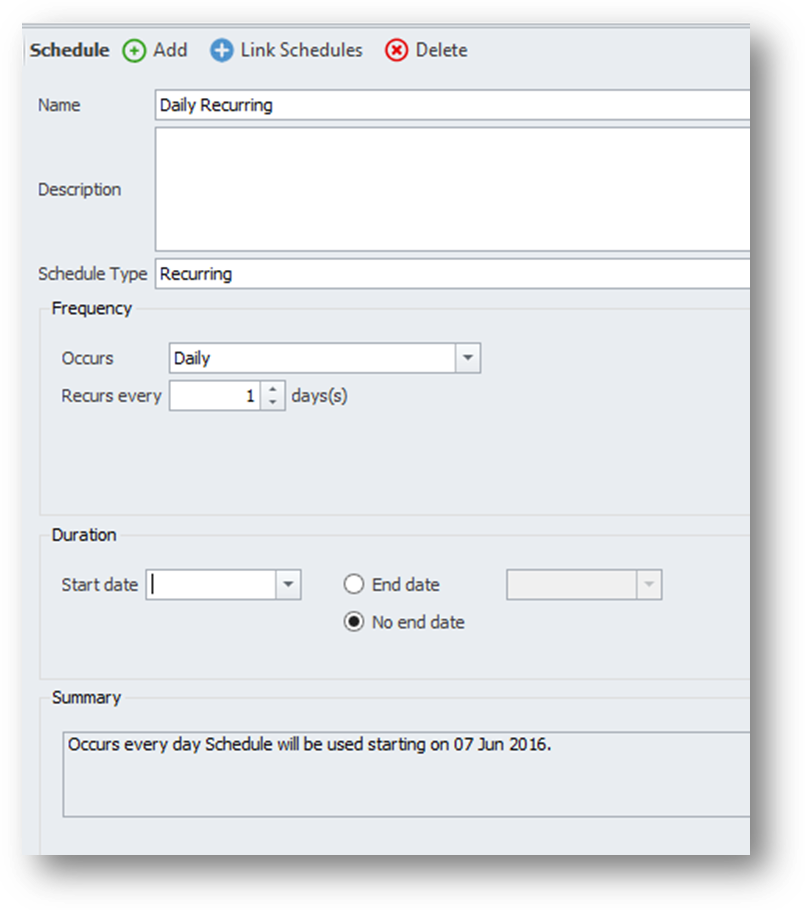 Schedule Add Link Schedules Delete
Name Daily Recurring
Description
Schedule Type Recurring
Frequency
Occurs Daily
Recurs every 1 days(s)
Duration
Start date End date
No end date
Summary
Occurs every day Schedule will be used starting on 07 Jun 2016.